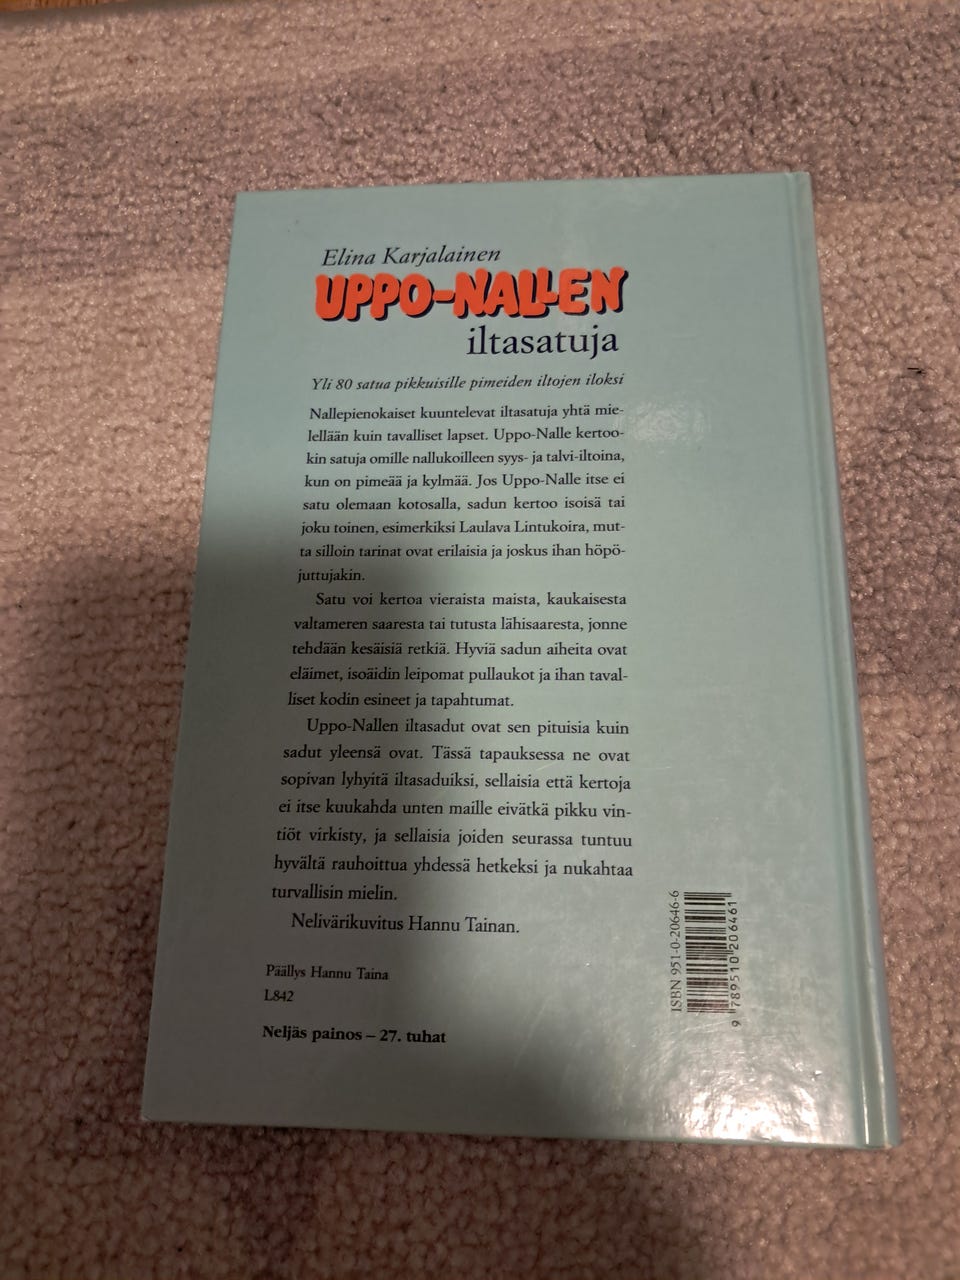 Elina Karjalainen
UPPO-NALLEN
iltasatuja
Yli 80 satua pikkuisille pimeiden iltojen iloksi
Nallepienokaiset kuuntelevat iltasatuja yhtä mie-
lellään kuin tavalliset lapset. Uppo-Nalle kertoo-
kin satuja omille nallukoilleen syys- ja talvi-iltoina,
kun on pimeää ja kylmää. Jos Uppo-Nalle itse ei
satu olemaan kotosalla, sadun kertoo isoisä tai
joku toinen, esimerkiksi Laulava Lintukoira, mut-
ta silloin tarinat ovat erilaisia ja joskus ihan höpö-
juttujakin.
Satu voi kertoa vieraista maista, kaukaisesta
valtameren saaresta tai tutusta lähisaaresta, jonne
tehdään kesäisiä retkiä. Hyviä sadun aiheita ovat
eläimet, isoäidin leipomat pullaukot ja ihan taval-
liset kodin esineet ja tapahtumat.
Uppo-Nallen iltasadut ovat sen pituisia kuin
sadut yleensä ovat. Tässä tapauksessa ne ovat
sopivan lyhyitä iltasaduiksi, sellaisia että kertoja
ei itse kuukahda unten maille eivätkä pikku vin-
tiöt virkisty, ja sellaisia joiden seurassa tuntuu
hyvältä rauhoittua yhdessä hetkeksi ja nukahtaa
turvallisin mielin.
Nelivärikuvitus Hannu Tainan.
Päällys Hannu Taina
L842
Neljäs painos – 27. tuhat
ISBN 951-0-20646-6
9 789510 206461